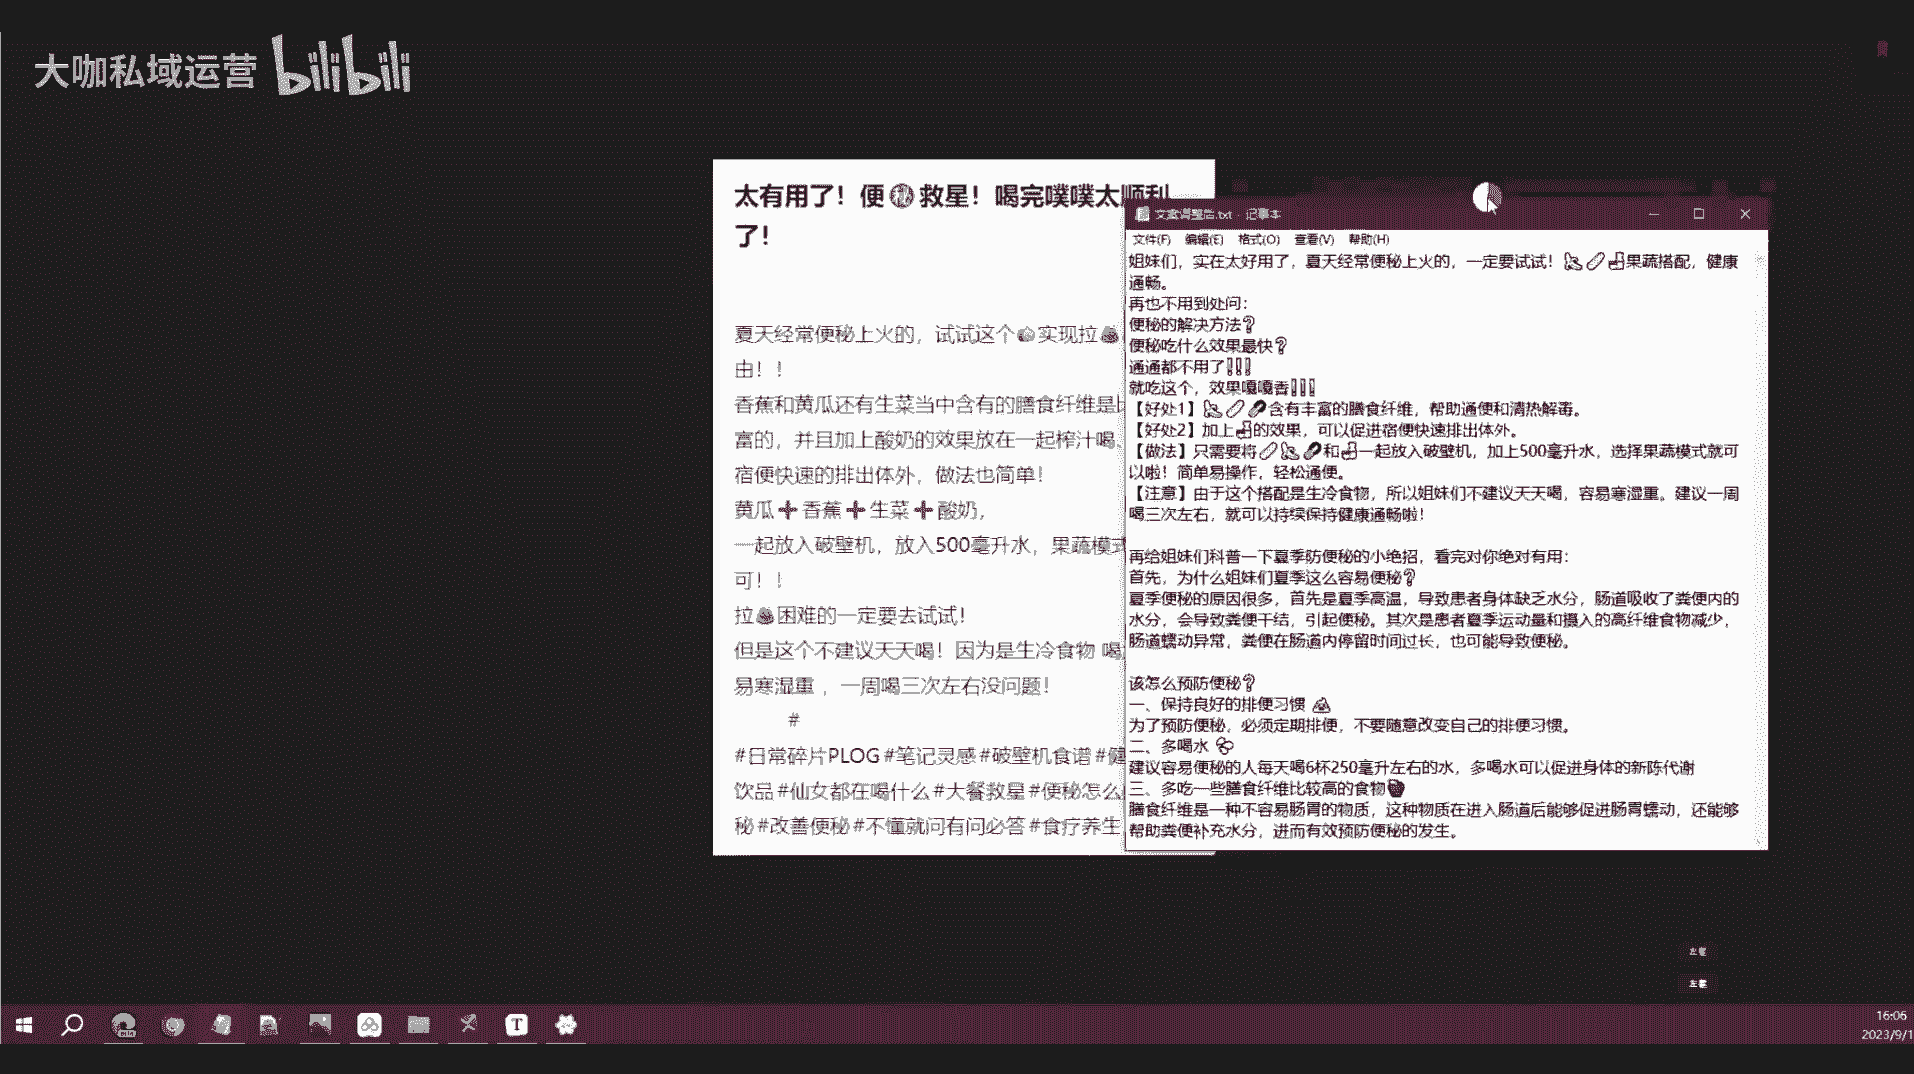 大咖私域运营 bilibili
太有用了！便㊙救星！喝完噗噗太顺利
了！
夏天经常便秘上火的，试试这个👊实现拉💩
由！！
香蕉和黄瓜还有生菜当中含有的膳食纤维是
富的，并且加上酸奶的效果放在一起榨汁喝，
宿便快速的排出体外，做法也简单！
黄瓜➕香蕉➕生菜➕酸奶，
一起放入破壁机，放入500毫升水，果蔬模式
可！！
拉💩困难的一定要去试试！
但是这个不建议天天喝！因为是生冷食物 喝
易寒湿重 ，一周喝三次左右没问题！
#
#日常碎片PLOG#笔记灵感#破壁机食谱#健
饮品#仙女都在喝什么#大餐救星#便秘怎么
秘#改善便秘#不懂就问有问必答#食疗养生
文案调整后.txt - 记事本
文件(F) 编辑(E) 格式(O) 查看(V) 帮助(H)
姐妹们，实在太好用了，夏天经常便秘上火的，一定要试试！🍌🥒🥛果蔬搭配，健康
通畅。
再也不用到处问：
便秘的解决方法❓
便秘吃什么效果最快❓
通通都不用了❗❗❗
就吃这个，效果嘎嘎香❗❗❗
【好处1】🍌🥒🥬含有丰富的膳食纤维，帮助通便和清热解毒。
【好处2】加上🥛的效果，可以促进宿便快速排出体外。
【做法】只需要将🥒🍌🥬和🥛一起放入破壁机，加上500毫升水，选择果蔬模式就可
以啦！简单易操作，轻松通便。
【注意】由于这个搭配是生冷食物，所以姐妹们不建议天天喝，容易寒湿重。建议一周
喝三次左右，就可以持续保持健康通畅啦！
再给姐妹们科普一下夏季防便秘的小绝招，看完对你绝对有用：
首先，为什么姐妹们夏季这么容易便秘❓
夏季便秘的原因很多，首先是夏季高温，导致患者身体缺乏水分，肠道吸收了粪便内的
水分，会导致粪便干结，引起便秘。其次是患者夏季运动量和摄入的高纤维食物减少，
肠道蠕动异常，粪便在肠道内停留时间过长，也可能导致便秘。
该怎么预防便秘❓
一、保持良好的排便习惯 💩
为了预防便秘，必须定期排便，不要随意改变自己的排便习惯。
二、多喝水 💦
建议容易便秘的人每天喝6杯250毫升左右的水，多喝水可以促进身体的新陈代谢
三、多吃一些膳食纤维比较高的食物
膳食纤维是一种不容易肠胃的物质，这种物质在进入肠道后能够促进肠胃蠕动，还能够
帮助粪便补充水分，进而有效预防便秘的发生。
T
16:06
2023/9/1